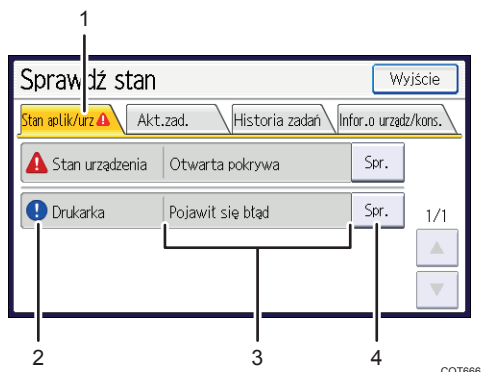 1
Sprawdź stan
Wyjście
Stan aplik/urz
Akt.zad.
Historia zadań
Infor.o urządz/kons.
Stan urządzenia
Otwarta pokrywa
Spr.
Drukarka
Pojawił się błąd
Spr.
1/1
2
3
4
COT666